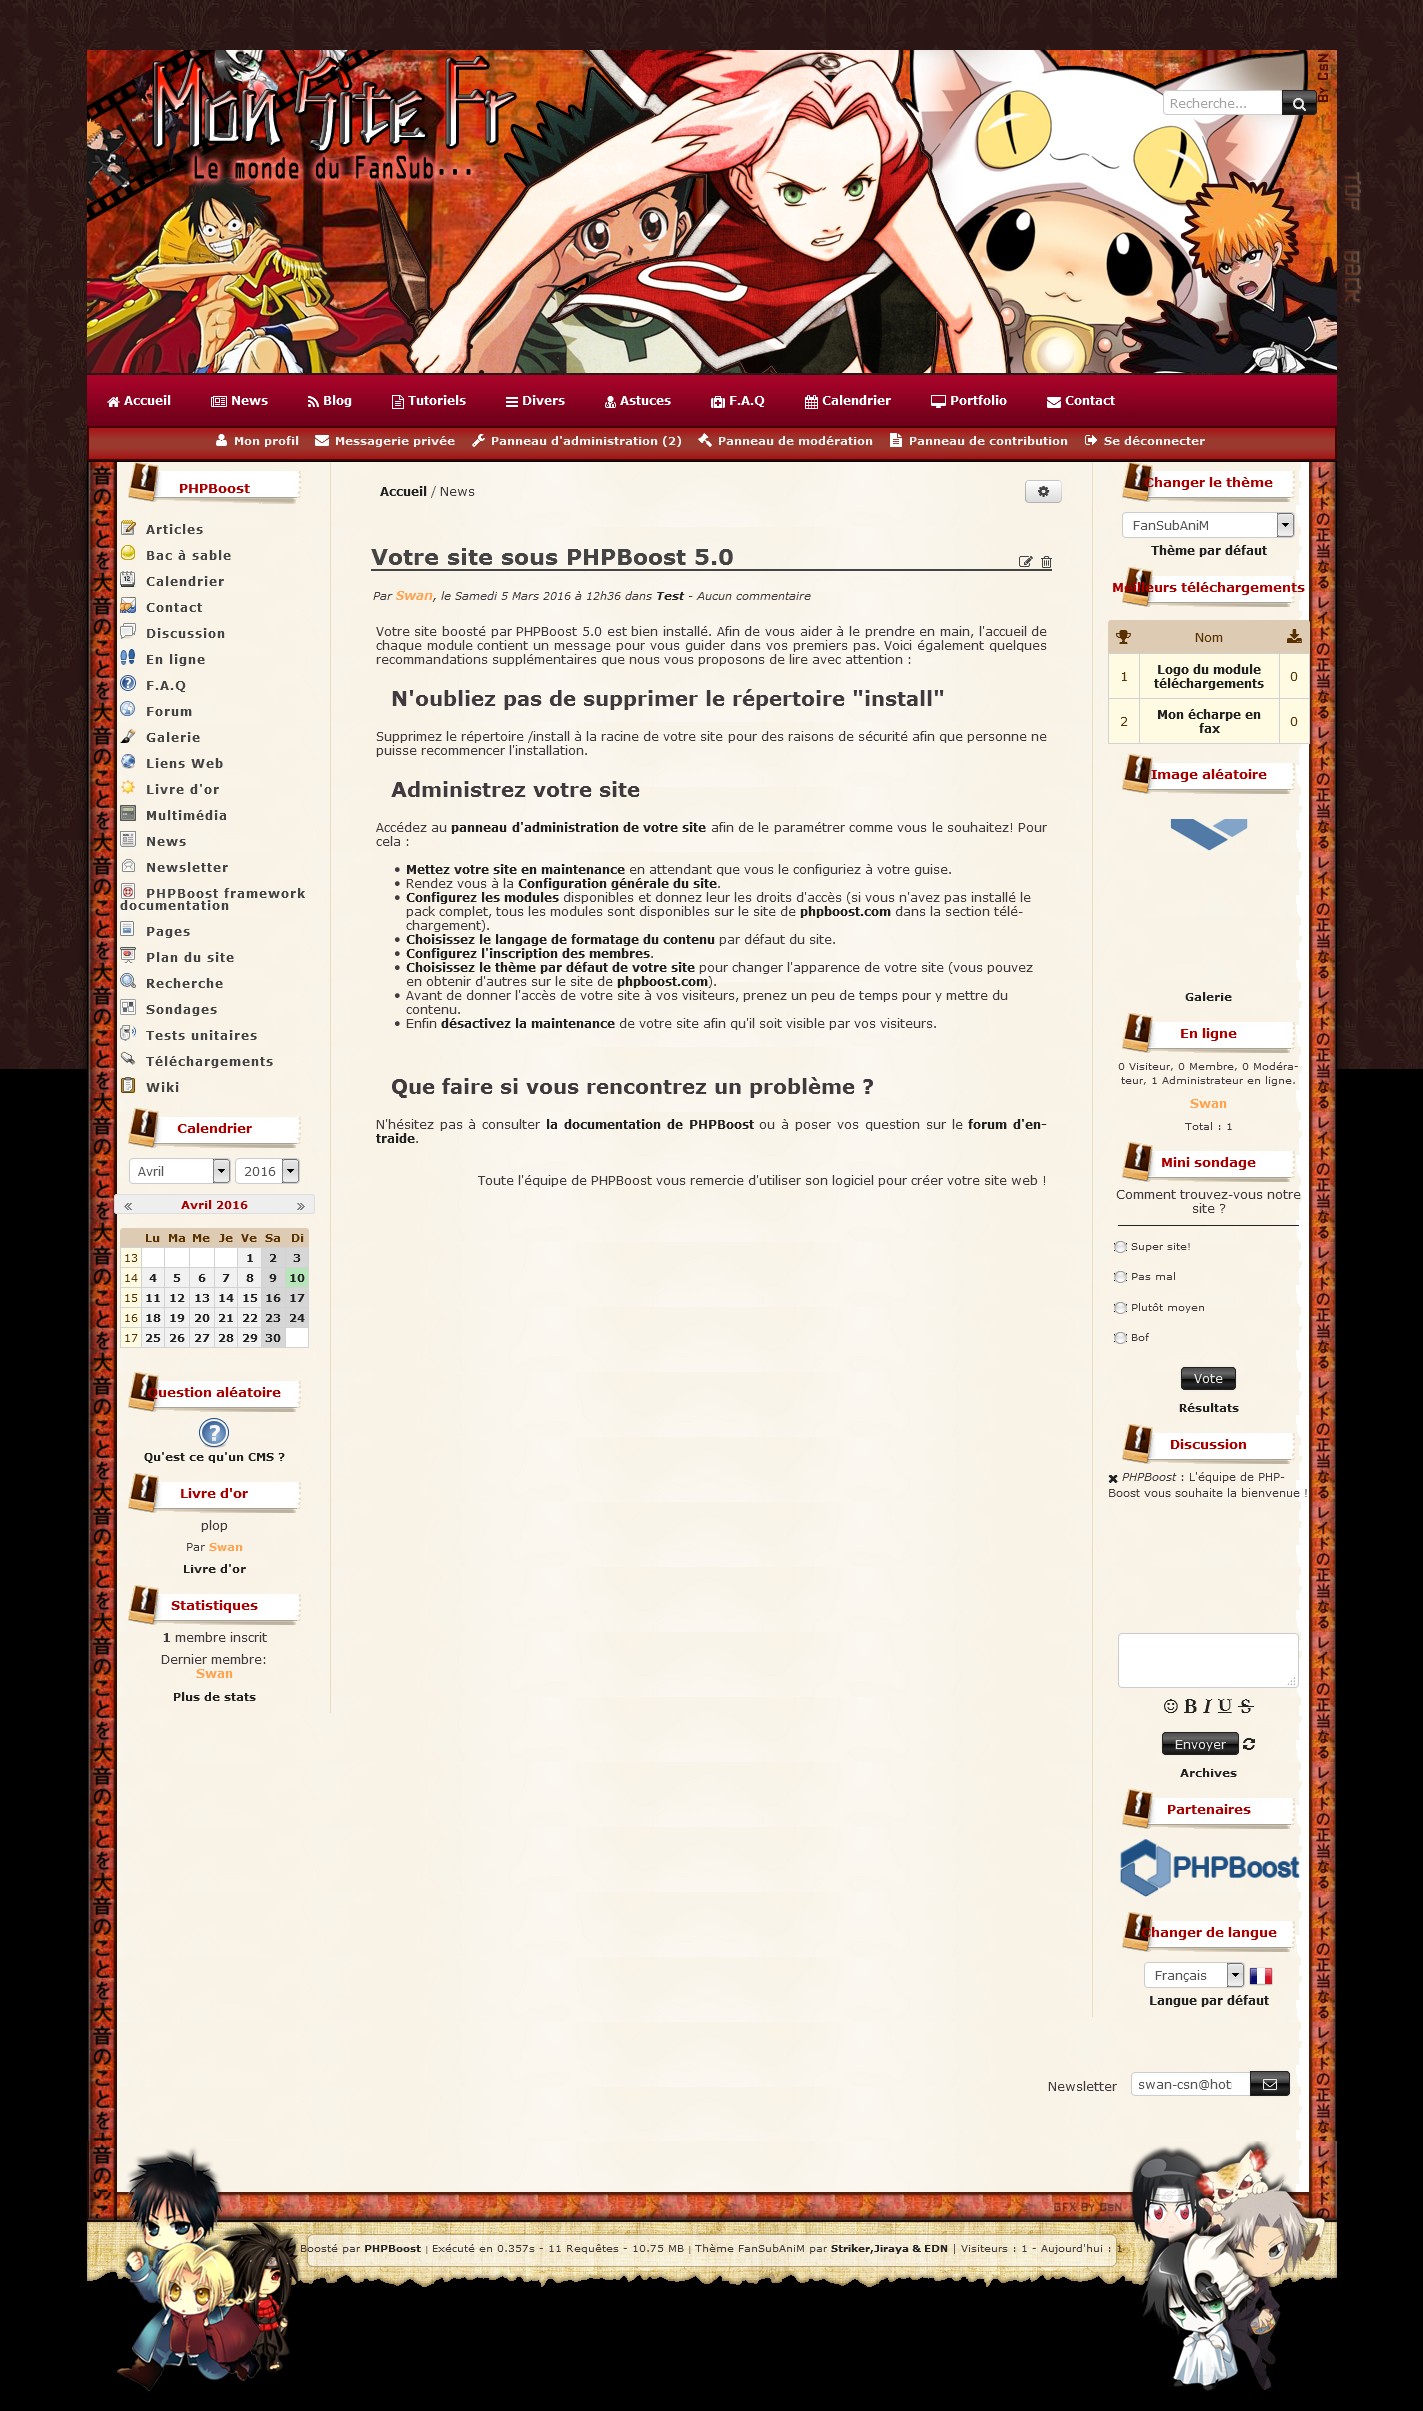 Mon Site Fr
Le monde du FanSub...
By CsN
Recherche...
TOP
BACK
Accueil
News
Blog
Tutoriels
Divers
Astuces
F.A.Q
Calendrier
Portfolio
Contact
Mon profil
Messagerie privée
Panneau d'administration (2)
Panneau de modération
Panneau de contribution
Se déconnecter
PHPBoost
Articles
Bac à sable
Calendrier
Contact
Discussion
En ligne
F.A.Q
Forum
Galerie
Liens Web
Livre d'or
Multimédia
News
Newsletter
PHPBoost framework
documentation
Pages
Plan du site
Recherche
Sondages
Tests unitaires
Téléchargements
Wiki
Calendrier
Avril
2016
« Avril 2016 »
Lu Ma Me Je Ve Sa Di
13 1 2 3
14 4 5 6 7 8 9 10
15 11 12 13 14 15 16 17
16 18 19 20 21 22 23 24
17 25 26 27 28 29 30
Question aléatoire
?
Qu'est ce qu'un CMS ?
Livre d'or
plop
Par Swan
Livre d'or
Statistiques
1 membre inscrit
Dernier membre:
Swan
Plus de stats
Accueil / News
Votre site sous PHPBoost 5.0
Par Swan, le Samedi 5 Mars 2016 à 12h36 dans Test - Aucun commentaire
Votre site boosté par PHPBoost 5.0 est bien installé. Afin de vous aider à le prendre en main, l'accueil de
chaque module contient un message pour vous guider dans vos premiers pas. Voici également quelques
recommandations supplémentaires que nous vous proposons de lire avec attention :
N'oubliez pas de supprimer le répertoire "install"
Supprimez le répertoire /install à la racine de votre site pour des raisons de sécurité afin que personne ne
puisse recommencer l'installation.
Administrez votre site
Accédez au panneau d'administration de votre site afin de le paramétrer comme vous le souhaitez! Pour
cela :
• Mettez votre site en maintenance en attendant que vous le configuriez à votre guise.
• Rendez vous à la Configuration générale du site.
• Configurez les modules disponibles et donnez leur les droits d'accès (si vous n'avez pas installé le
pack complet, tous les modules sont disponibles sur le site de phpboost.com dans la section télé-
chargement).
• Choisissez le langage de formatage du contenu par défaut du site.
• Configurez l'inscription des membres.
• Choisissez le thème par défaut de votre site pour changer l'apparence de votre site (vous pouvez
en obtenir d'autres sur le site de phpboost.com).
• Avant de donner l'accès de votre site à vos visiteurs, prenez un peu de temps pour y mettre du
contenu.
• Enfin désactivez la maintenance de votre site afin qu'il soit visible par vos visiteurs.
Que faire si vous rencontrez un problème ?
N'hésitez pas à consulter la documentation de PHPBoost ou à poser vos question sur le forum d'en-
traide.
Toute l'équipe de PHPBoost vous remercie d'utiliser son logiciel pour créer votre site web !
Changer le thème
FanSubAniM
Thème par défaut
Meilleurs téléchargements
Nom
1 Logo du module 0
téléchargements
2 Mon écharpe en 0
fax
Image aléatoire
Galerie
En ligne
0 Visiteur, 0 Membre, 0 Modéra-
teur, 1 Administrateur en ligne.
Swan
Total : 1
Mini sondage
Comment trouvez-vous notre
site ?
Super site!
Pas mal
Plutôt moyen
Bof
Vote
Résultats
Discussion
PHPBoost : L'équipe de PHP-
Boost vous souhaite la bienvenue !
B I U S
Envoyer
Archives
Partenaires
PHPBoost
Changer de langue
Français
Langue par défaut
Newsletter
swan-csn@hot
GFX BY CsN
Boosté par PHPBoost | Exécuté en 0.357s - 11 Requêtes - 10.75 MB | Thème FanSubAniM par Striker,Jiraya & EDN | Visiteurs : 1 - Aujourd'hui : 1